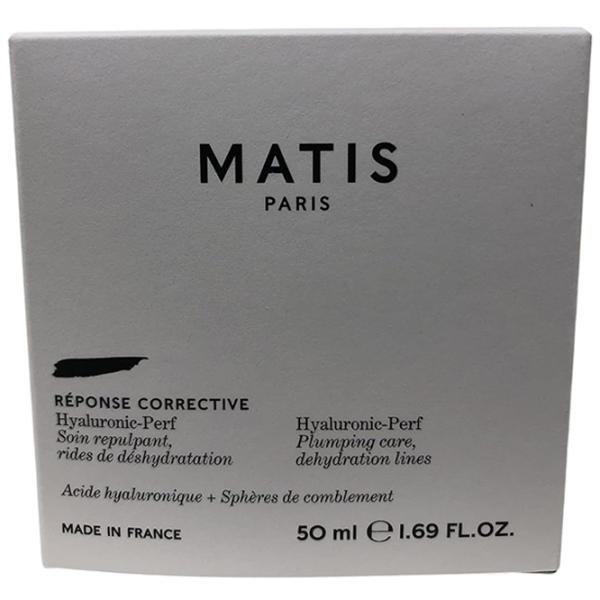 MATIS
PARIS
RÉPONSE CORRECTIVE
Hyaluronic-Perf
Soin repulpant,
rides de déshydratation
Hyaluronic-Perf
Plumping care,
dehydration lines
Acide hyaluronique + Sphères de comblement
MADE IN FRANCE
50 ml ℮ 1.69 FL.OZ.